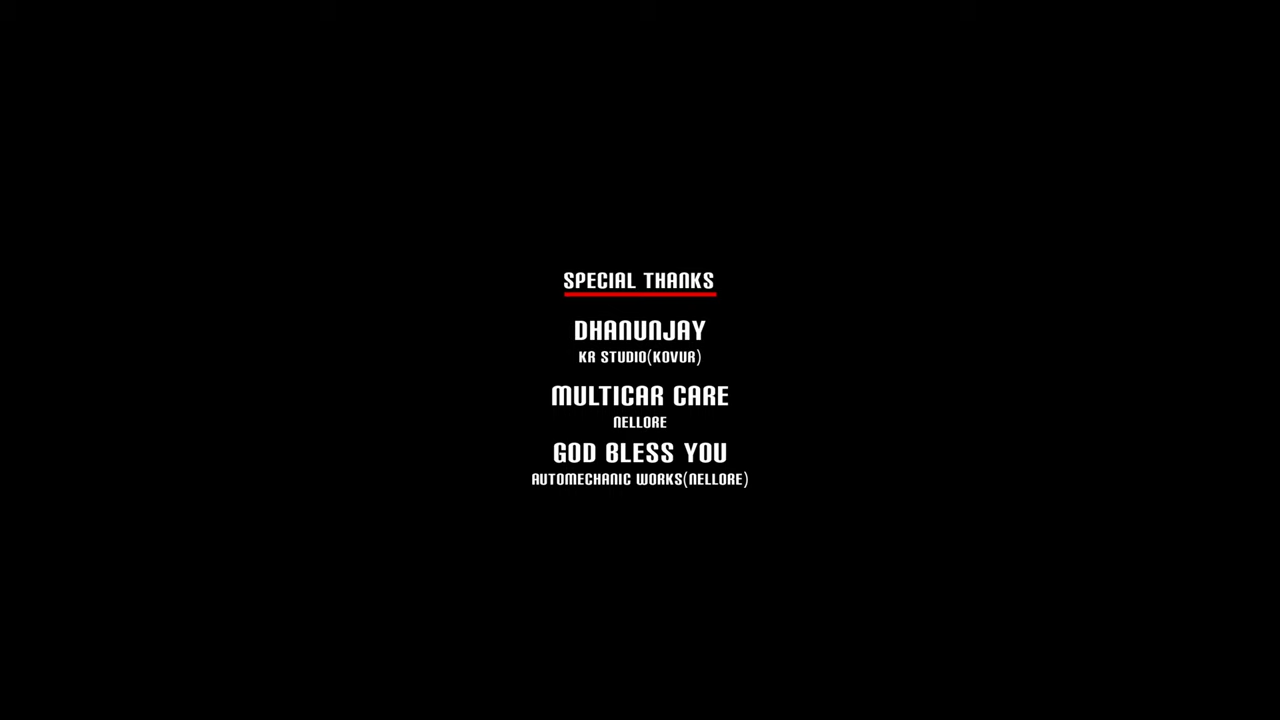 SPECIAL THANKS
DHANUNJAY
KR STUDIO(KOVUR)
MULTICAR CARE
NELLORE
GOD BLESS YOU
AUTOMECHANIC WORKS(NELLORE)